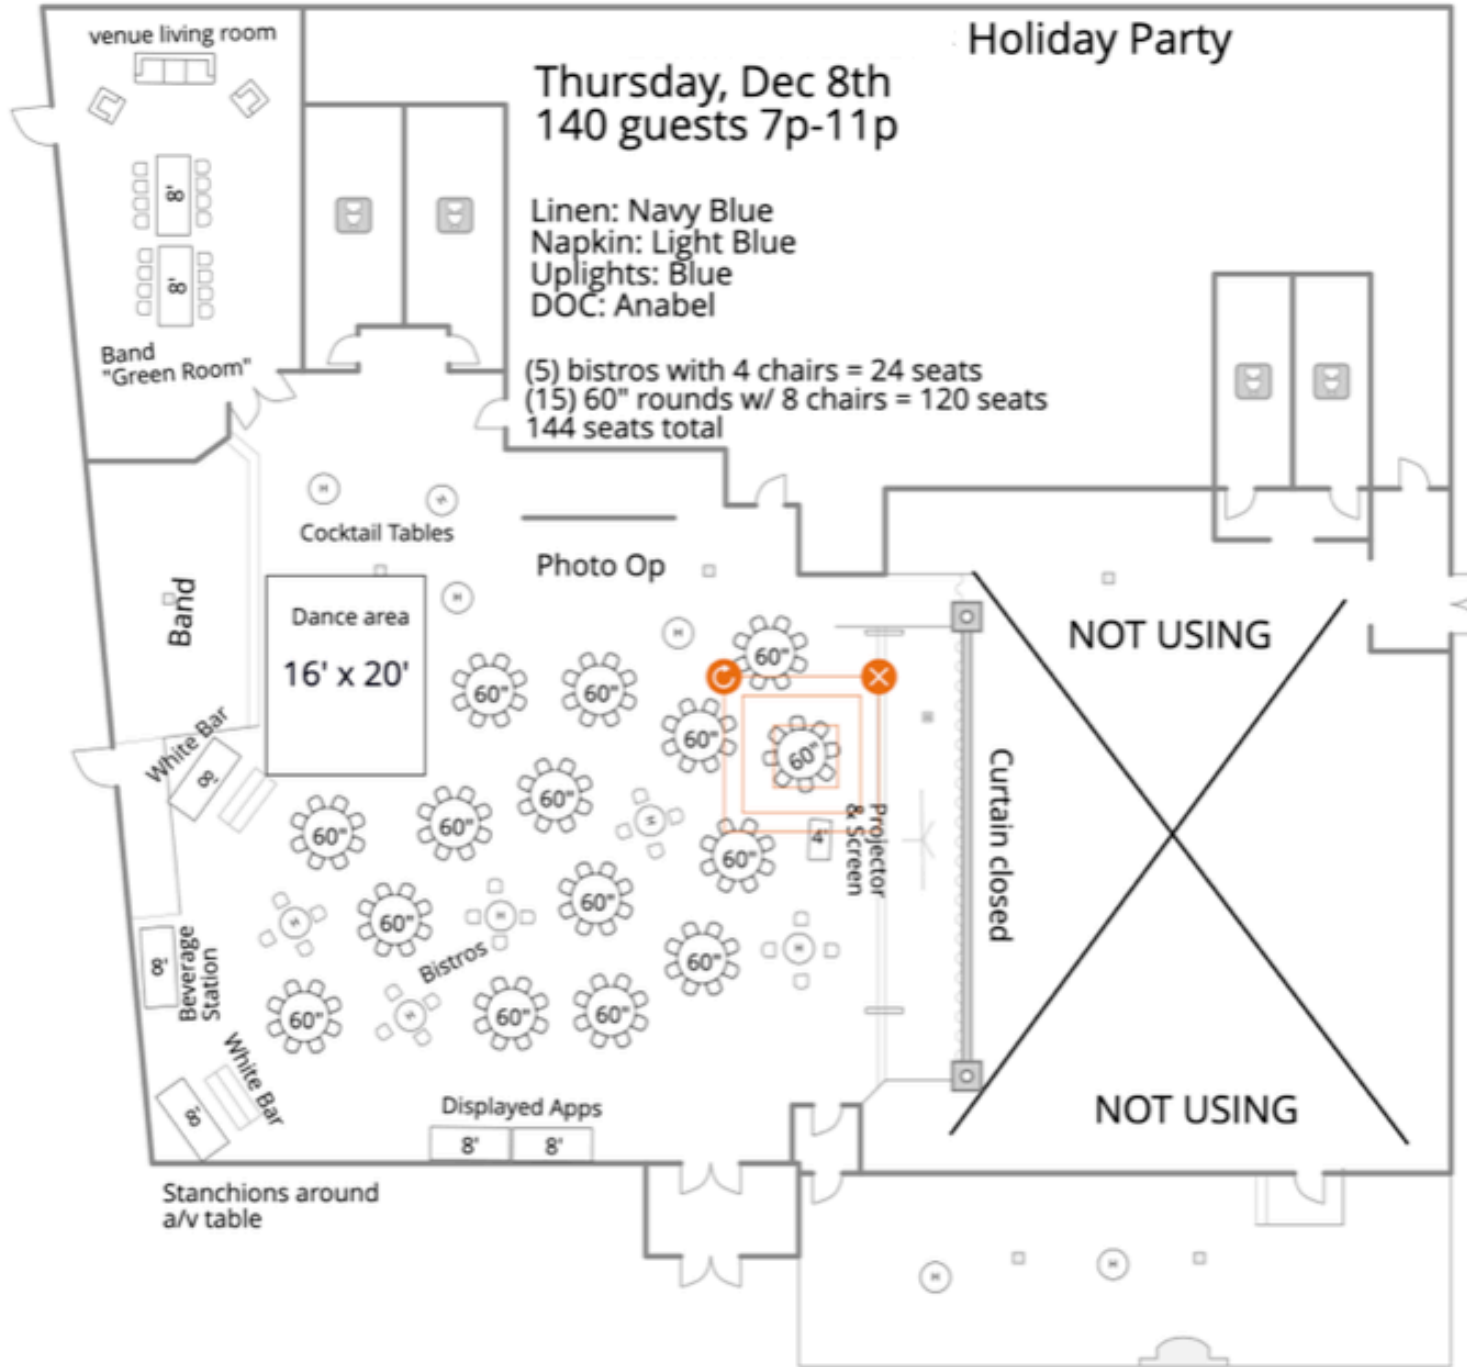 Holiday Party
venue living room
Thursday, Dec 8th
140 guests 7p-11p
8'
8'
Linen: Navy Blue
Napkin: Light Blue
Uplights: Blue
DOC: Anabel
Band
"Green Room"
(5) bistros with 4 chairs = 24 seats
(15) 60" rounds w/ 8 chairs = 120 seats
144 seats total
H
H
Cocktail Tables
Photo Op
Band
Dance area
16' x 20'
H
H
NOT USING
60"
60"
60"
60"
60"
White Bar
8'
60"
60"
60"
H
60"
4'
Projector
& Screen
Curtain closed
H
60"
H
60"
60"
H
Bistros
8'
Beverage
Station
60"
H
60"
60"
White Bar
8'
Displayed Apps
8'
8'
NOT USING
Stanchions around
a/v table
H
H